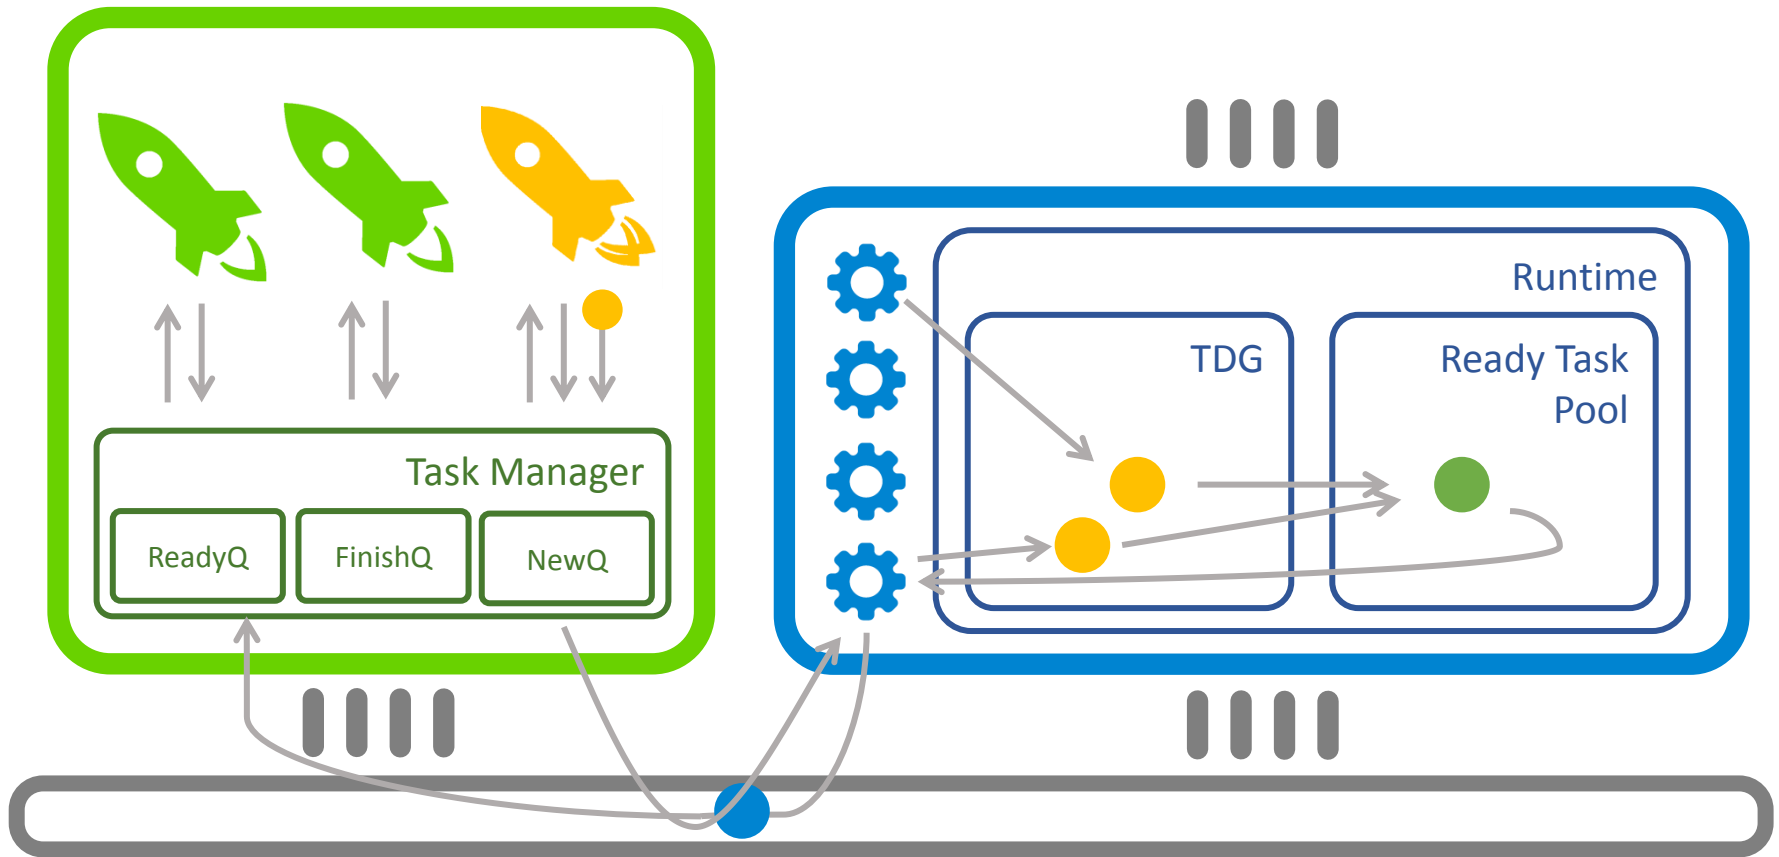 Runtime
TDG
Ready Task
Pool
Task Manager
ReadyQ
FinishQ
NewQ